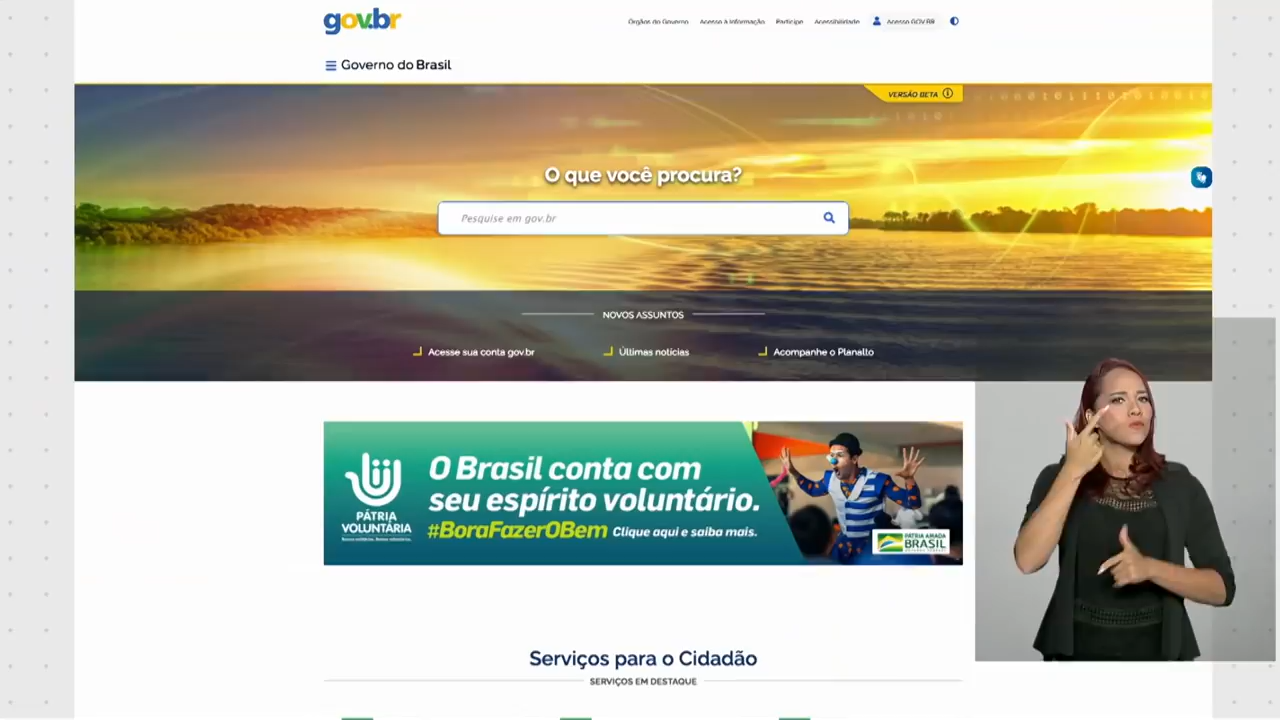 gov.br
Órgãos do Governo Acesso à Informação Participe Acessibilidade Acesso GOV.BR
Governo do Brasil
VERSÃO BETA
O que você procura?
Pesquise em gov.br
NOVOS ASSUNTOS
Acesse sua conta gov.br Últimas notícias Acompanhe o Planalto
O Brasil conta com
seu espírito voluntário.
#BoraFazerOBem Clique aqui e saiba mais.
PÁTRIA
VOLUNTÁRIA
PÁTRIA AMADA
BRASIL
Serviços para o Cidadão
SERVIÇOS EM DESTAQUE